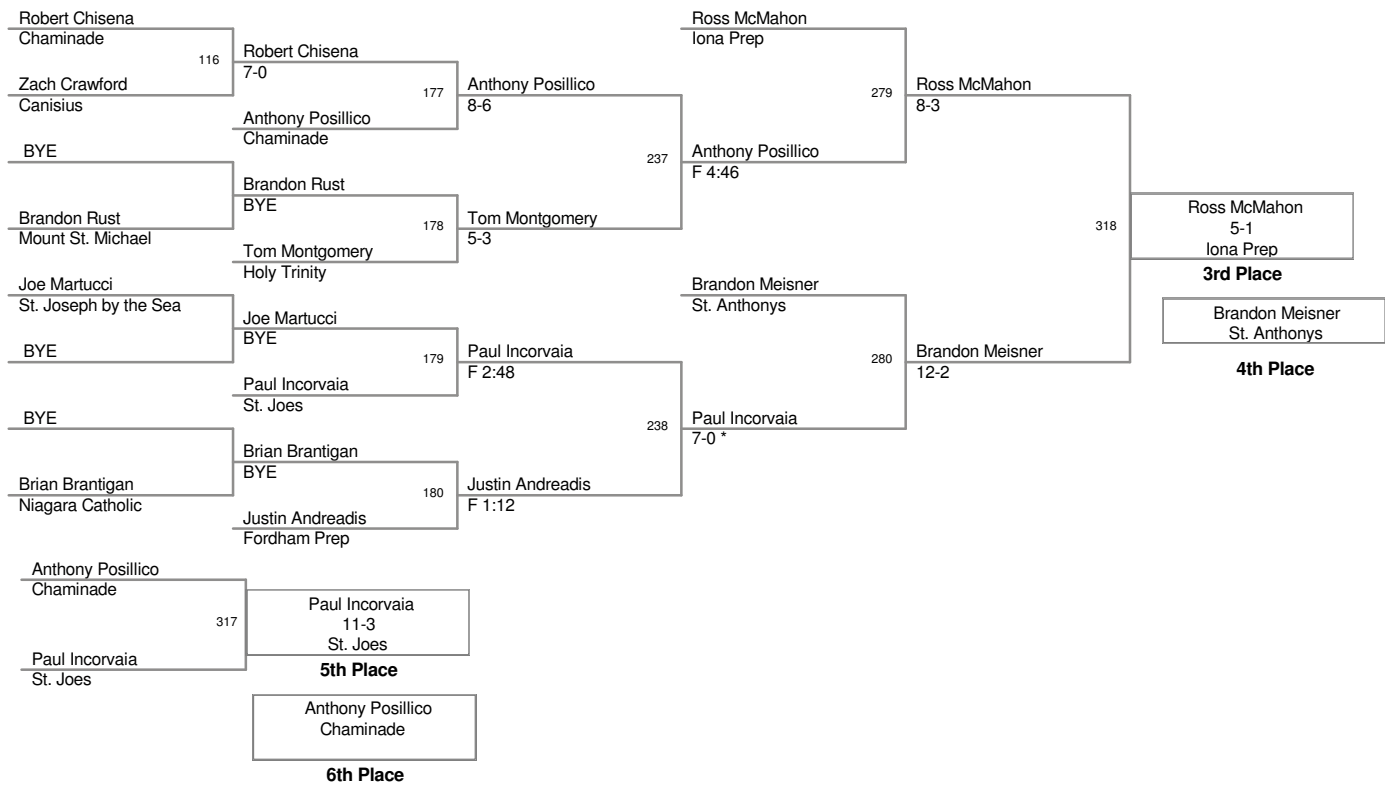 Robert Chisena
Chaminade
116
Zach Crawford
Canisius
BYE
Brandon Rust
Mount St. Michael
Joe Martucci
St. Joseph by the Sea
BYE
BYE
Brian Brantigan
Niagara Catholic
Robert Chisena
7-0
177
Anthony Posillico
Chaminade
Brandon Rust
BYE
178
Tom Montgomery
Holy Trinity
Joe Martucci
BYE
179
Paul Incorvaia
St. Joes
Brian Brantigan
BYE
180
Justin Andreadis
Fordham Prep
Anthony Posillico
8-6
237
Tom Montgomery
5-3
Paul Incorvaia
F 2:48
238
Justin Andreadis
F 1:12
Ross McMahon
Iona Prep
279
Anthony Posillico
F 4:46
Brandon Meisner
St. Anthonys
280
Paul Incorvaia
7-0 *
Ross McMahon
8-3
318
Brandon Meisner
12-2
Ross McMahon
5-1
Iona Prep
3rd Place
Brandon Meisner
St. Anthonys
4th Place
Anthony Posillico
Chaminade
317
Paul Incorvaia
St. Joes
Paul Incorvaia
11-3
St. Joes
5th Place
Anthony Posillico
Chaminade
6th Place